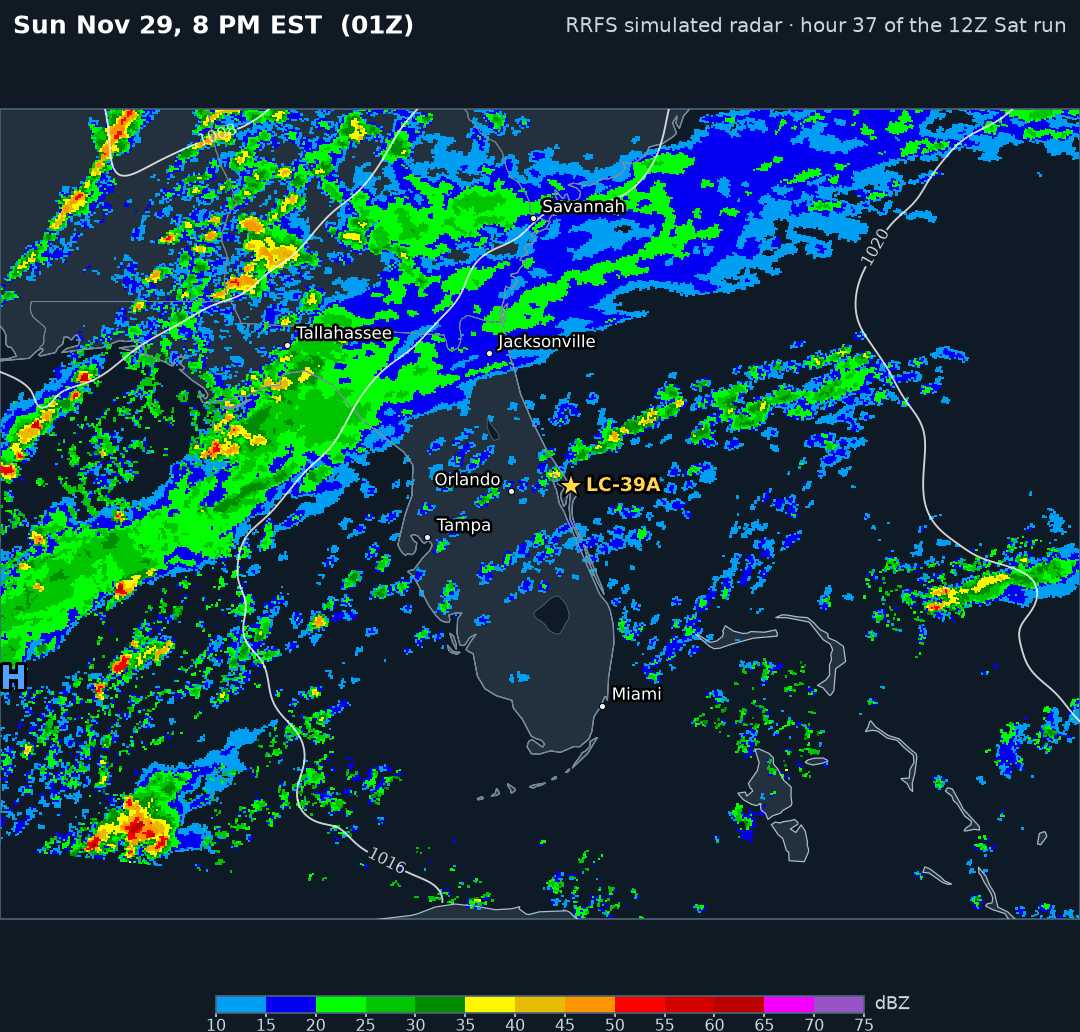 Sun Nov 29, 8 PM EST (01Z)
RRFS simulated radar · hour 37 of the 12Z Sat run
1008
Savannah
1020
Tallahassee
Jacksonville
Orlando
LC-39A
Tampa
H
Miami
1016
dBZ
10 15 20 25 30 35 40 45 50 55 60 65 70 75